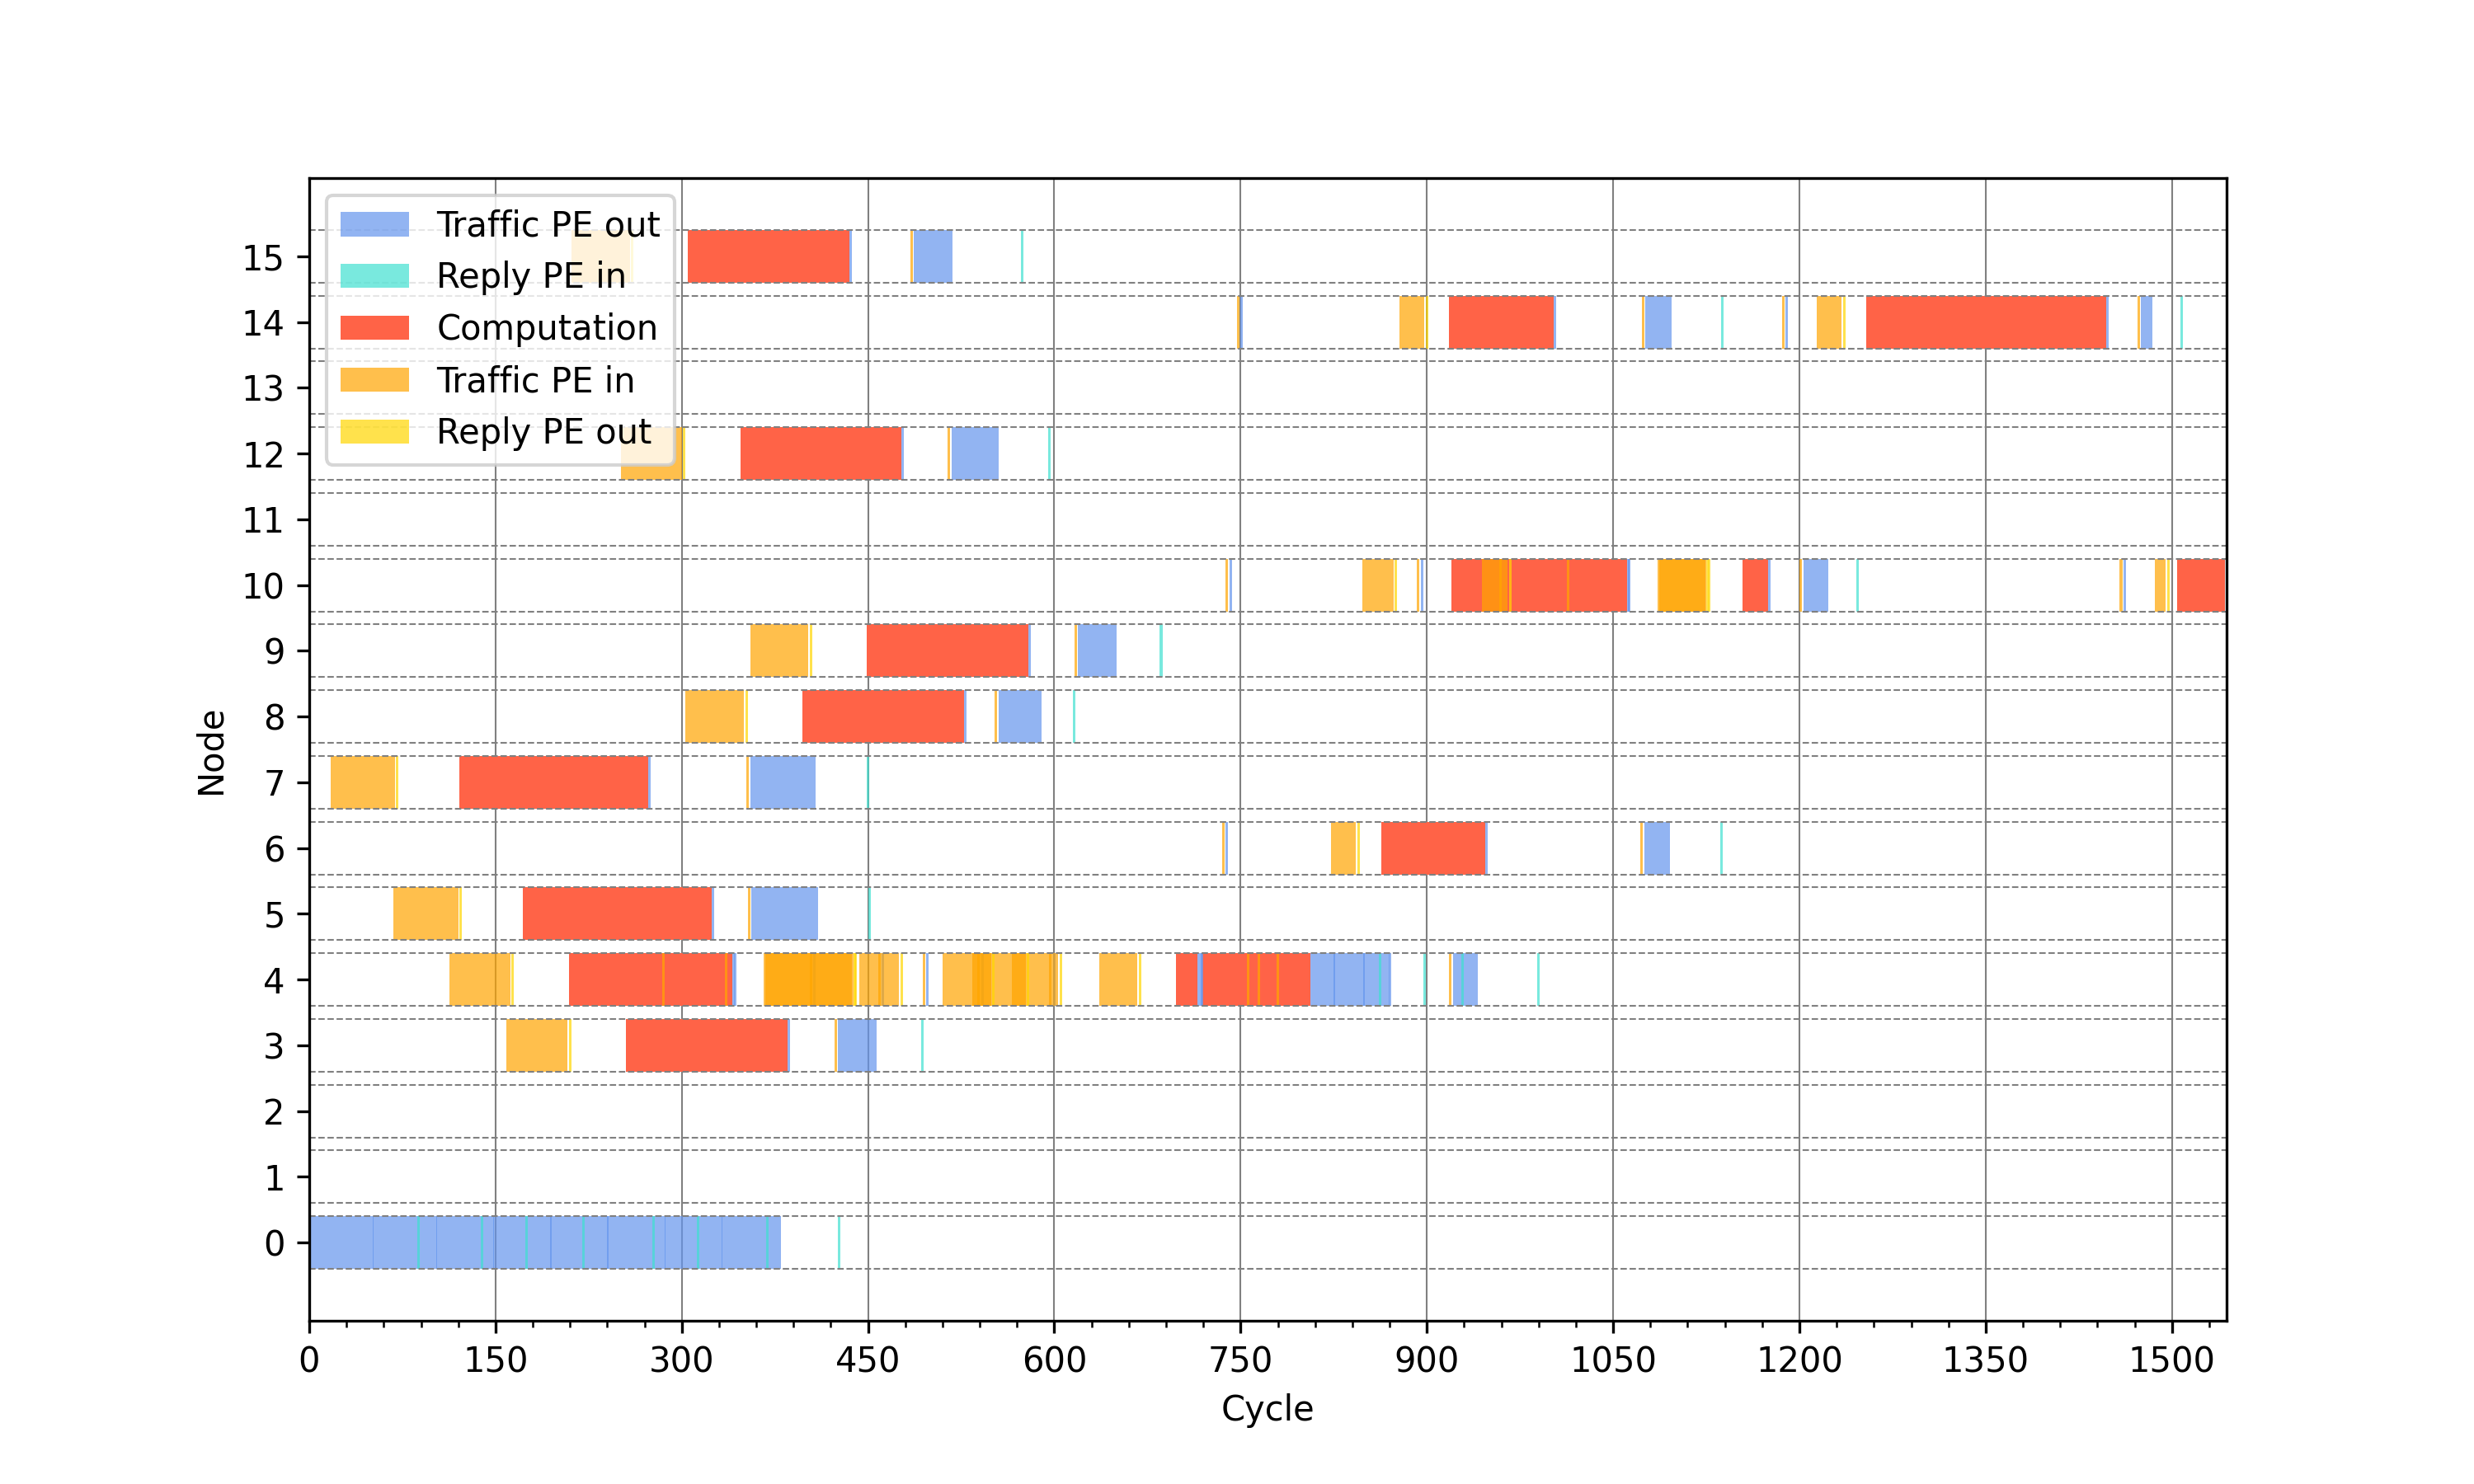 Traffic PE out
Reply PE in
Computation
Traffic PE in
Reply PE out
15
14
13
12
11
10
9
8
7
6
5
4
3
2
1
0
Node
0 150 300 450 600 750 900 1050 1200 1350 1500
Cycle